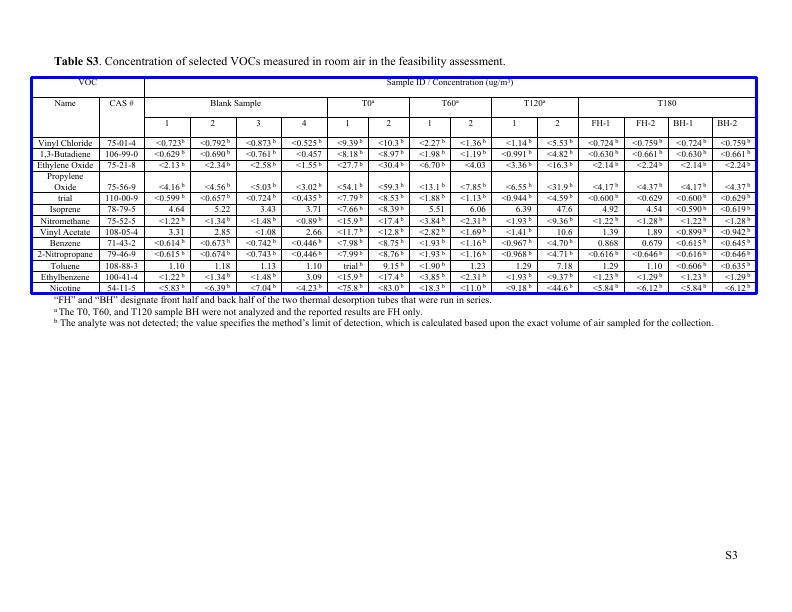 Table S3. Concentration of selected VOCs measured in room air in the feasibility assessment.
VOC Sample ID / Concentration (ug/m³)
Name CAS # Blank Sample T0ᵃ T60ᵃ T120ᵃ T180
1 2 3 4 1 2 1 2 1 2 FH-1 FH-2 BH-1 BH-2
Vinyl Chloride 75-01-4 <0.723ᵇ <0.792ᵇ <0.873ᵇ <0.525ᵇ <9.39ᵇ <10.3ᵇ <2.27ᵇ <1.36ᵇ <1.14ᵇ <5.53ᵇ <0.724ᵇ <0.759ᵇ <0.724ᵇ <0.759ᵇ
1,3-Butadiene 106-99-0 <0.629ᵇ <0.690ᵇ <0.761ᵇ <0.457 <8.18ᵇ <8.97ᵇ <1.98ᵇ <1.19ᵇ <0.991ᵇ <4.82ᵇ <0.630ᵇ <0.661ᵇ <0.630ᵇ <0.661ᵇ
Ethylene Oxide 75-21-8 <2.13ᵇ <2.34ᵇ <2.58ᵇ <1.55ᵇ <27.7ᵇ <30.4ᵇ <6.70ᵇ <4.03 <3.36ᵇ <16.3ᵇ <2.14ᵇ <2.24ᵇ <2.14ᵇ <2.24ᵇ
Propylene
Oxide 75-56-9 <4.16ᵇ <4.56ᵇ <5.03ᵇ <3.02ᵇ <54.1ᵇ <59.3ᵇ <13.1ᵇ <7.85ᵇ <6.55ᵇ <31.9ᵇ <4.17ᵇ <4.37ᵇ <4.17ᵇ <4.37ᵇ
trial 110-00-9 <0.599ᵇ <0.657ᵇ <0.724ᵇ <0.435ᵇ <7.79ᵇ <8.53ᵇ <1.88ᵇ <1.13ᵇ <0.944ᵇ <4.59ᵇ <0.600ᵇ <0.629ᵇ <0.600ᵇ <0.629ᵇ
Isoprene 78-79-5 4.64 5.22 3.43 3.71 <7.66ᵇ <8.39ᵇ 5.51 6.06 6.39 47.6 4.92 4.54 <0.590ᵇ <0.619ᵇ
Nitromethane 75-52-5 <1.22ᵇ <1.34ᵇ <1.48ᵇ <0.89ᵇ <15.9ᵇ <17.4ᵇ <3.84ᵇ <2.31ᵇ <1.93ᵇ <9.36ᵇ <1.22ᵇ <1.28ᵇ <1.22ᵇ <1.28ᵇ
Vinyl Acetate 108-05-4 3.31 2.85 <1.08 2.66 <11.7ᵇ <12.8ᵇ <2.82ᵇ <1.69ᵇ <1.41ᵇ 10.6 1.39 1.89 <0.899ᵇ <0.942ᵇ
Benzene 71-43-2 <0.614ᵇ <0.673ᵇ <0.742ᵇ <0.446ᵇ <7.98ᵇ <8.75ᵇ <1.93ᵇ <1.16ᵇ <0.967ᵇ <4.70ᵇ 0.868 0.679 <0.615ᵇ <0.645ᵇ
2-Nitropropane 79-46-9 <0.615ᵇ <0.674ᵇ <0.743ᵇ <0.446ᵇ <7.99ᵇ <8.76ᵇ <1.93ᵇ <1.16ᵇ <0.968ᵇ <4.71ᵇ <0.616ᵇ <0.646ᵇ <0.616ᵇ <0.646ᵇ
Toluene 108-88-3 1.10 1.18 1.13 1.10 trialᵇ 9.15ᵇ <1.90ᵇ 1.23 1.29 7.18 1.29 1.10 <0.606ᵇ <0.635ᵇ
Ethylbenzene 100-41-4 <1.22ᵇ <1.34ᵇ <1.48ᵇ 3.09 <15.9ᵇ <17.4ᵇ <3.85ᵇ <2.31ᵇ <1.93ᵇ <9.37ᵇ <1.23ᵇ <1.29ᵇ <1.23ᵇ <1.29ᵇ
Nicotine 54-11-5 <5.83ᵇ <6.39ᵇ <7.04ᵇ <4.23ᵇ <75.8ᵇ <83.0ᵇ <18.3ᵇ <11.0ᵇ <9.18ᵇ <44.6ᵇ <5.84ᵇ <6.12ᵇ <5.84ᵇ <6.12ᵇ
“FH” and “BH” designate front half and back half of the two thermal desorption tubes that were run in series.
ᵃ The T0, T60, and T120 sample BH were not analyzed and the reported results are FH only.
ᵇ The analyte was not detected; the value specifies the method’s limit of detection, which is calculated based upon the exact volume of air sampled for the collection.
S3